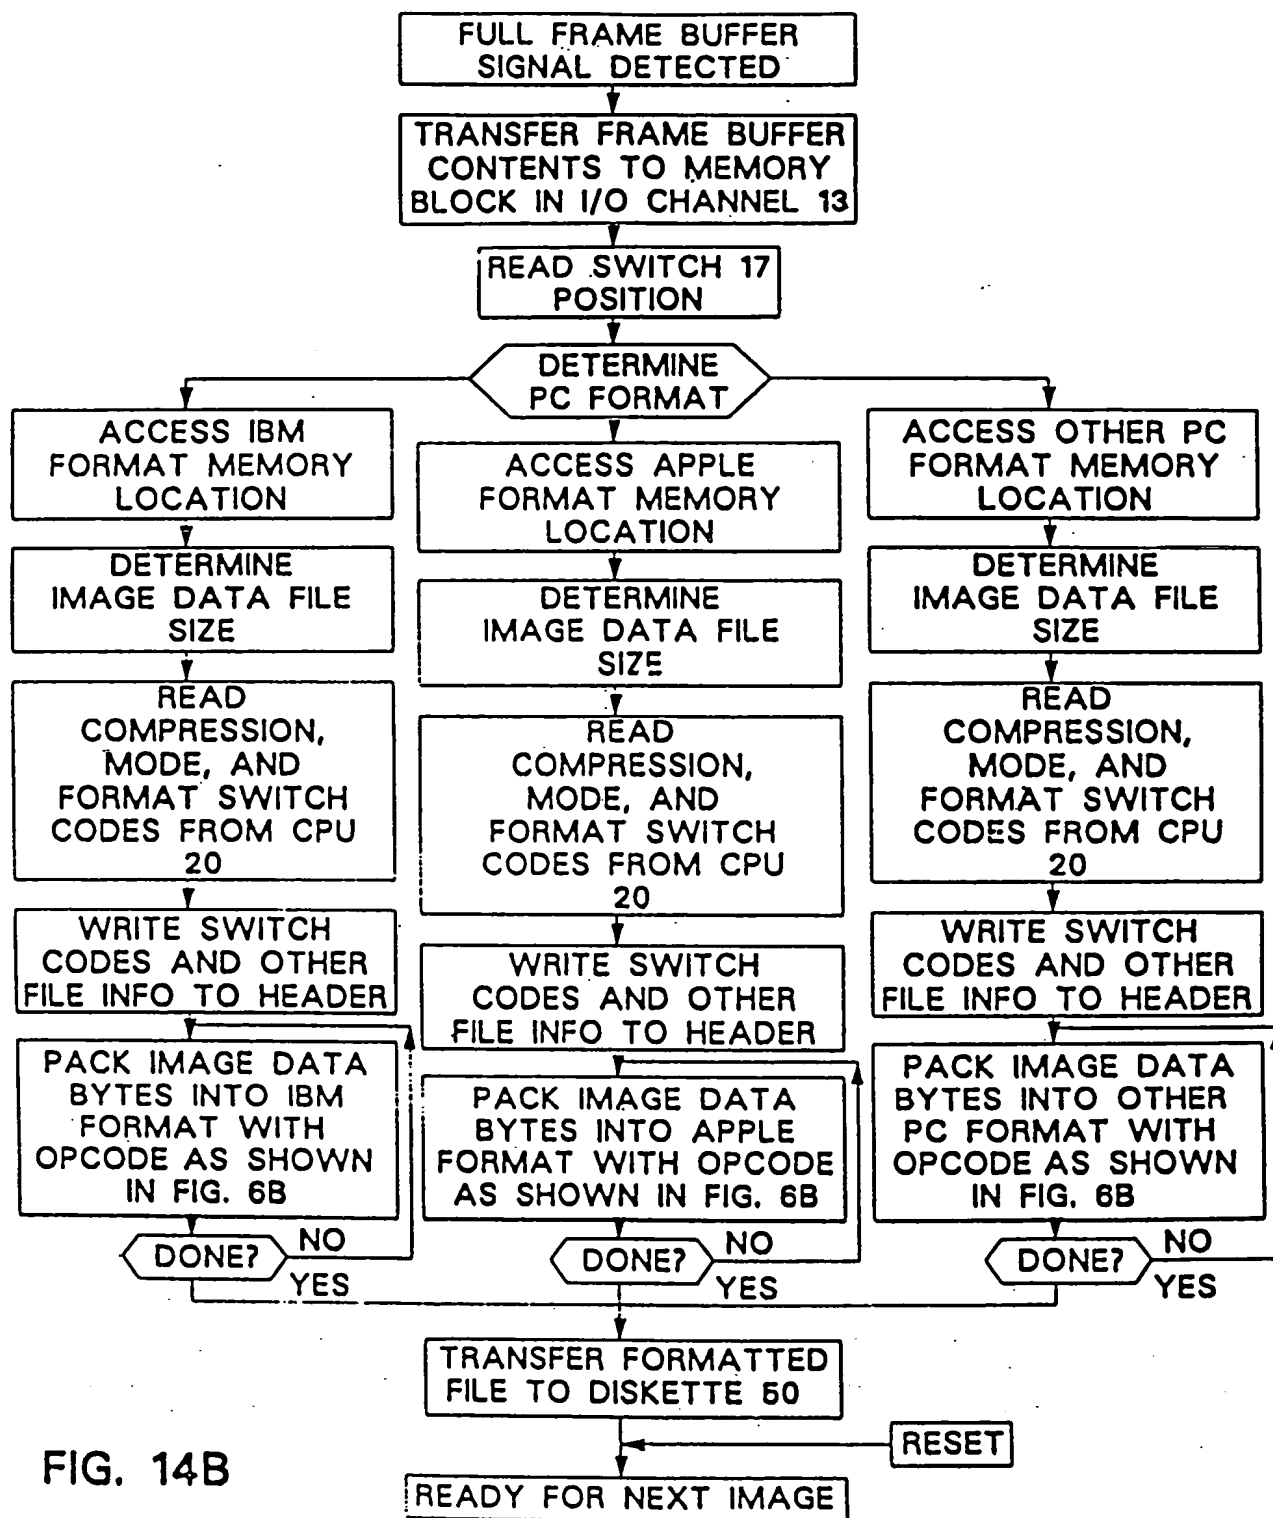 FULL FRAME BUFFER
SIGNAL DETECTED
TRANSFER FRAME BUFFER
CONTENTS TO MEMORY
BLOCK IN I/O CHANNEL 13
READ SWITCH 17
POSITION
DETERMINE
PC FORMAT
ACCESS IBM
FORMAT MEMORY
LOCATION
DETERMINE
IMAGE DATA FILE
SIZE
READ
COMPRESSION,
MODE, AND
FORMAT SWITCH
CODES FROM CPU
20
WRITE SWITCH
CODES AND OTHER
FILE INFO TO HEADER
PACK IMAGE DATA
BYTES INTO IBM
FORMAT WITH
OPCODE AS SHOWN
IN FIG. 6B
DONE?
NO
YES
ACCESS APPLE
FORMAT MEMORY
LOCATION
DETERMINE
IMAGE DATA FILE
SIZE
READ
COMPRESSION,
MODE, AND
FORMAT SWITCH
CODES FROM CPU
20
WRITE SWITCH
CODES AND OTHER
FILE INFO TO HEADER
PACK IMAGE DATA
BYTES INTO APPLE
FORMAT WITH OPCODE
AS SHOWN IN FIG. 6B
DONE?
NO
YES
ACCESS OTHER PC
FORMAT MEMORY
LOCATION
DETERMINE
IMAGE DATA FILE
SIZE
READ
COMPRESSION,
MODE, AND
FORMAT SWITCH
CODES FROM CPU
20
WRITE SWITCH
CODES AND OTHER
FILE INFO TO HEADER
PACK IMAGE DATA
BYTES INTO OTHER
PC FORMAT WITH
OPCODE AS SHOWN
IN FIG. 6B
DONE?
NO
YES
TRANSFER FORMATTED
FILE TO DISKETTE 50
RESET
READY FOR NEXT IMAGE
FIG. 14B